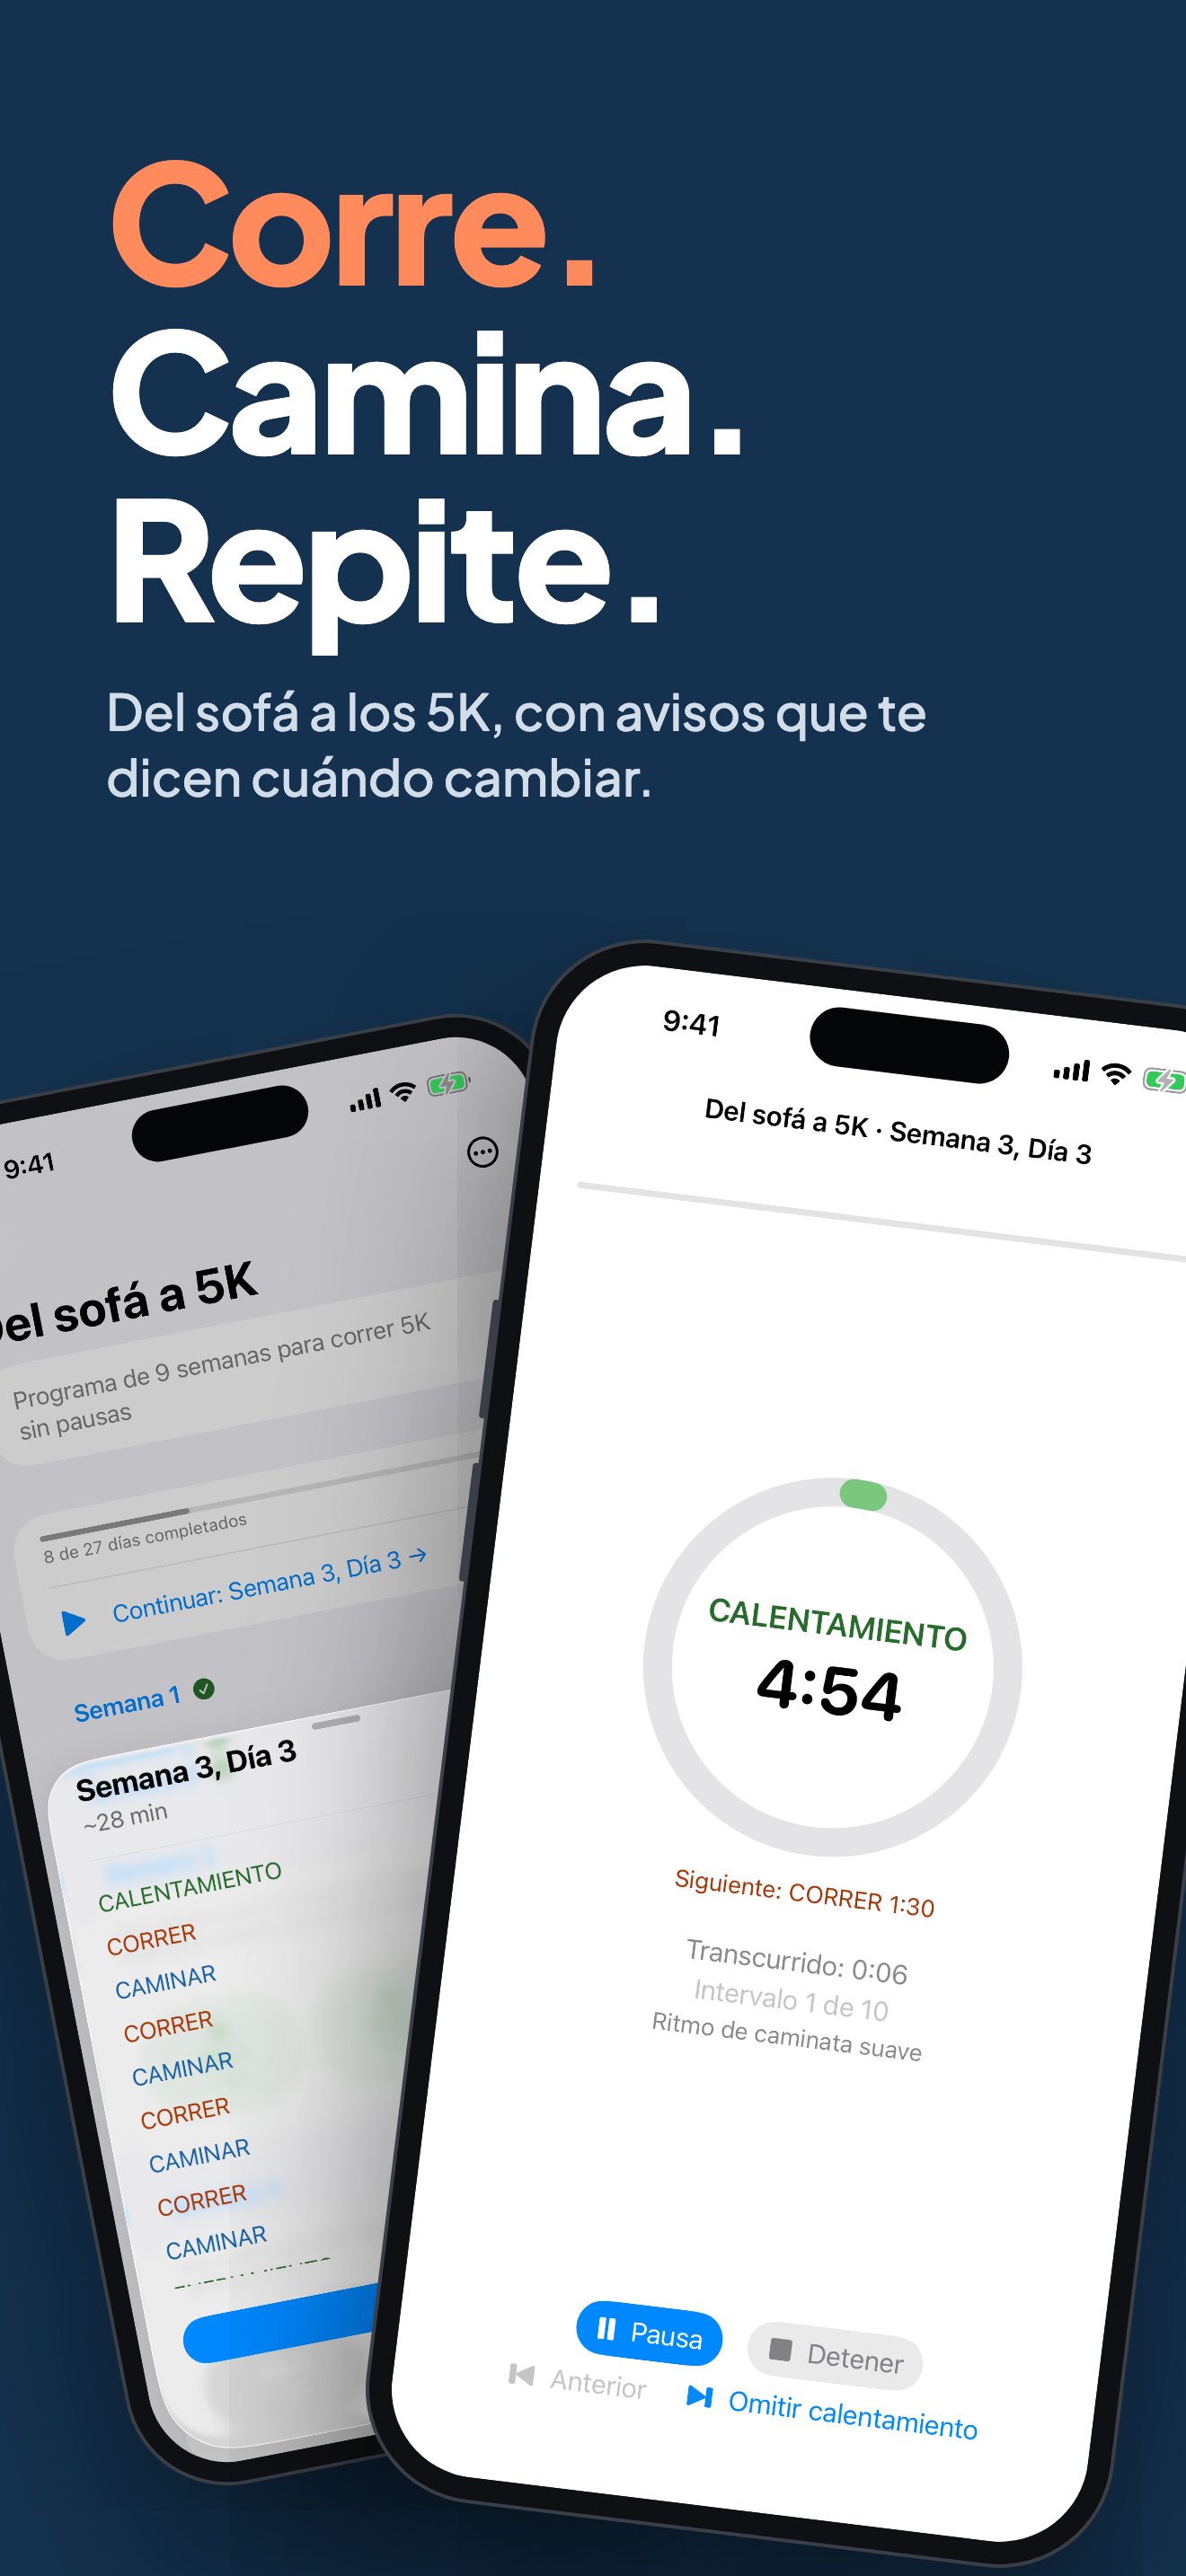 Corre.
Camina.
Repite.
Del sofá a los 5K, con avisos que te
dicen cuándo cambiar.
9:41
sofá a 5K
Programa de 9 semanas para correr 5K
sin pausas
8 de 27 días completados
Continuar: Semana 3, Día 3 →
Semana 1
Semana 3, Día 3
~28 min
CALENTAMIENTO
CORRER
CAMINAR
CORRER
CAMINAR
CORRER
CAMINAR
CORRER
CAMINAR
9:41
Del sofá a 5K · Semana 3, Día 3
CALENTAMIENTO
4:54
Siguiente: CORRER 1:30
Transcurrido: 0:06
Intervalo 1 de 10
Ritmo de caminata suave
Pausa
Detener
Anterior
Omitir calentamiento